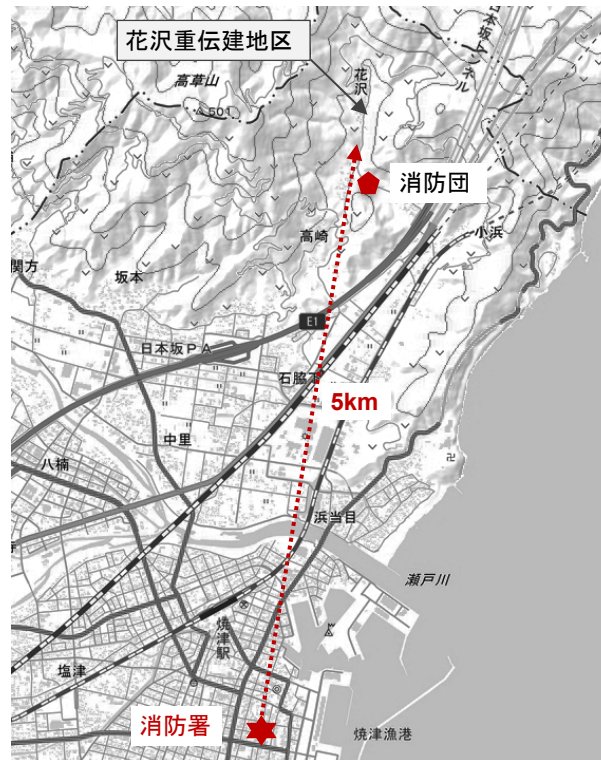 花沢重伝建地区
日本坂トンネル
花沢
高草山
501
消防団
高崎
小浜
関方
坂本
E1
日本坂PA
石脇下
5km
中里
八楠
浜当目
瀬戸川
焼津駅
塩津
消防署
焼津漁港